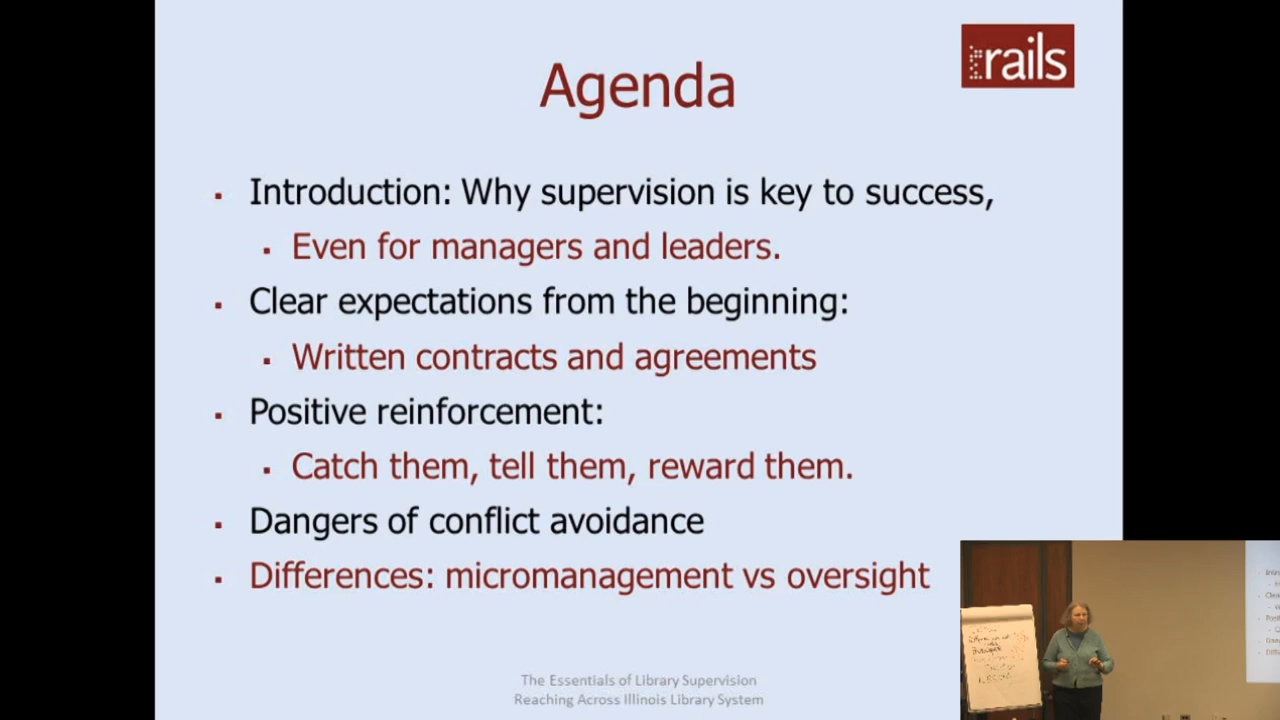 rails
Agenda
▪ Introduction: Why supervision is key to success,
▪ Even for managers and leaders.
▪ Clear expectations from the beginning:
▪ Written contracts and agreements
▪ Positive reinforcement:
▪ Catch them, tell them, reward them.
▪ Dangers of conflict avoidance
▪ Differences: micromanagement vs oversight
The Essentials of Library Supervision
Reaching Across Illinois Library System